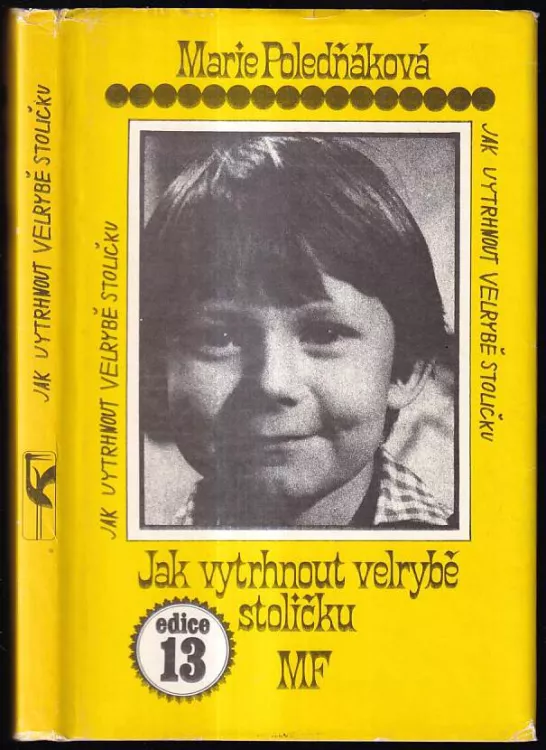 JAK VYTRHNOUT VELRYBĚ STOLIČKU
Marie Poledňáková
JAK VYTRHNOUT VELRYBĚ STOLIČKU
JAK VYTRHNOUT VELRYBĚ STOLIČKU
Jak vytrhnout velrybě
stoličku
edice
13
MF